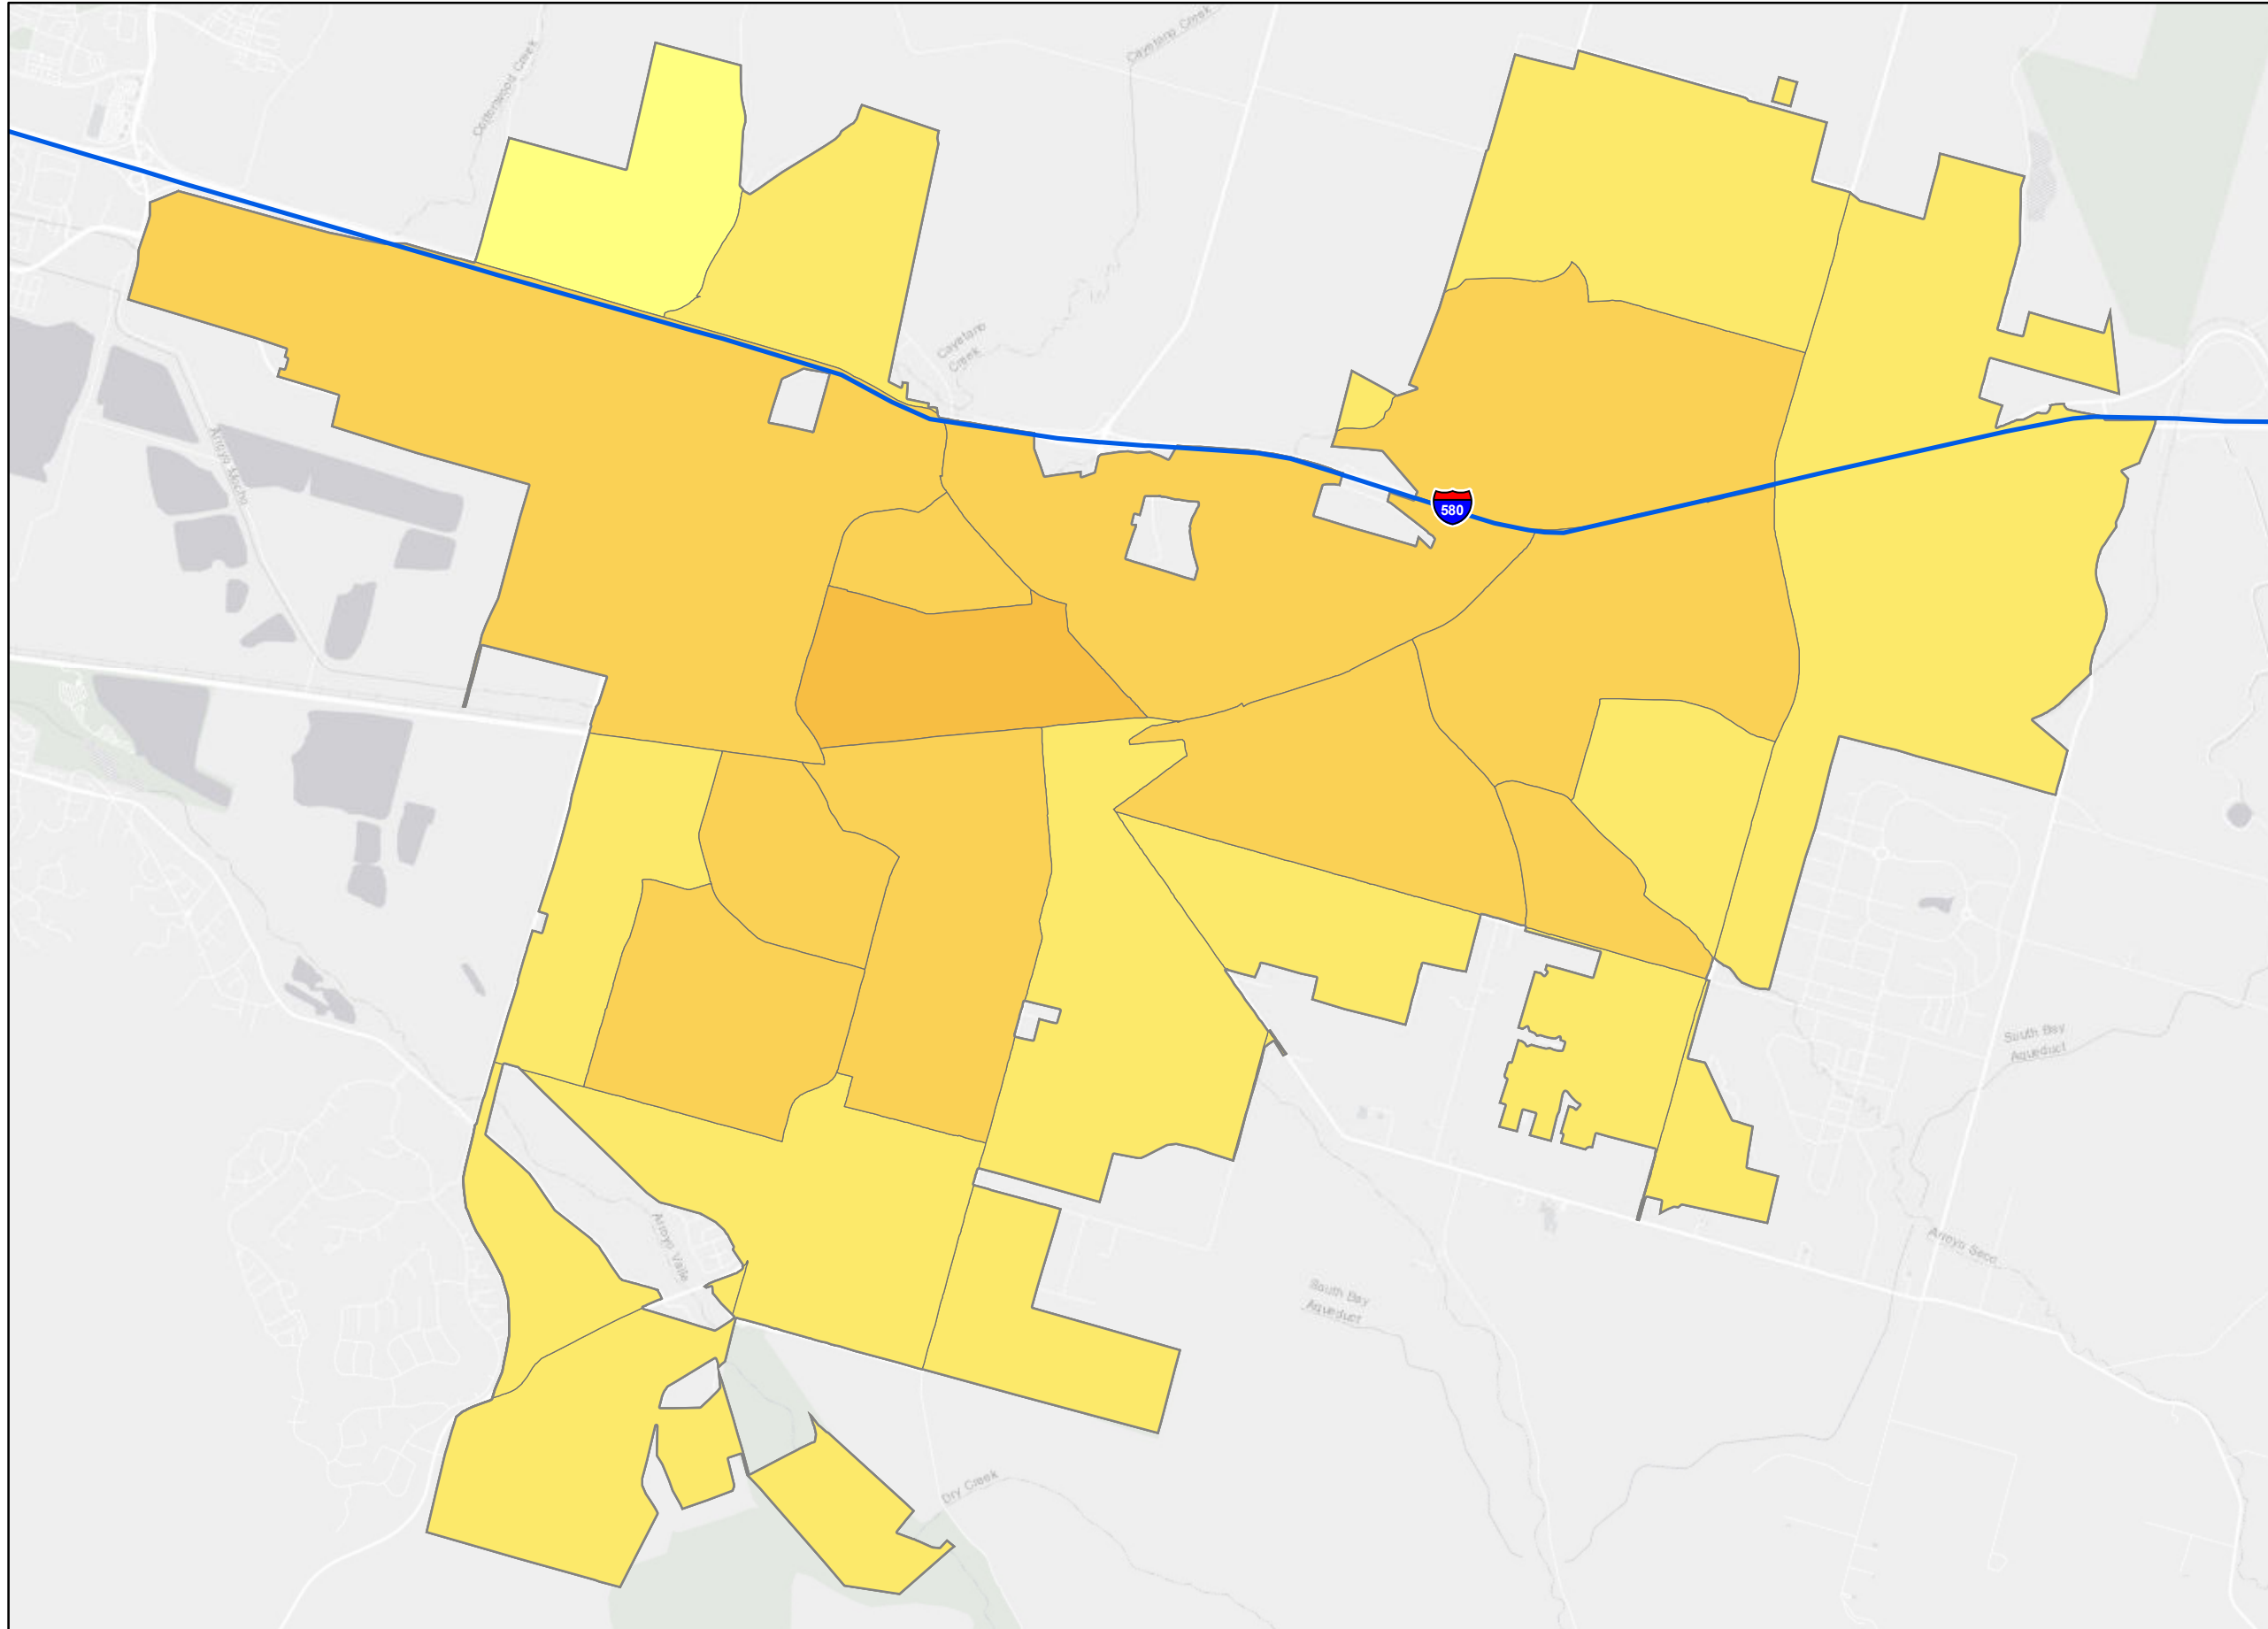 Cayetano Creek
Cottonwood Creek
Cayetano
Creek
Arroyo Mocho
580
South Bay
Aqueduct
Arroyo Valle
Arroyo Seco
South Bay
Aqueduct
Dry Creek